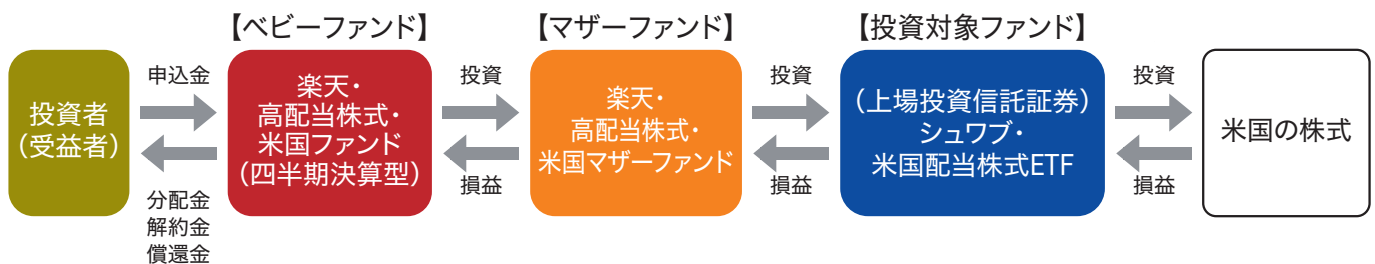 【ベビーファンド】
【マザーファンド】
【投資対象ファンド】
投資者
（受益者）
申込金
分配金
解約金
償還金
楽天・
高配当株式・
米国ファンド
（四半期決算型）
投資
損益
楽天・
高配当株式・
米国マザーファンド
投資
損益
（上場投資信託証券）
シュワブ・
米国配当株式ETF
投資
損益
米国の株式